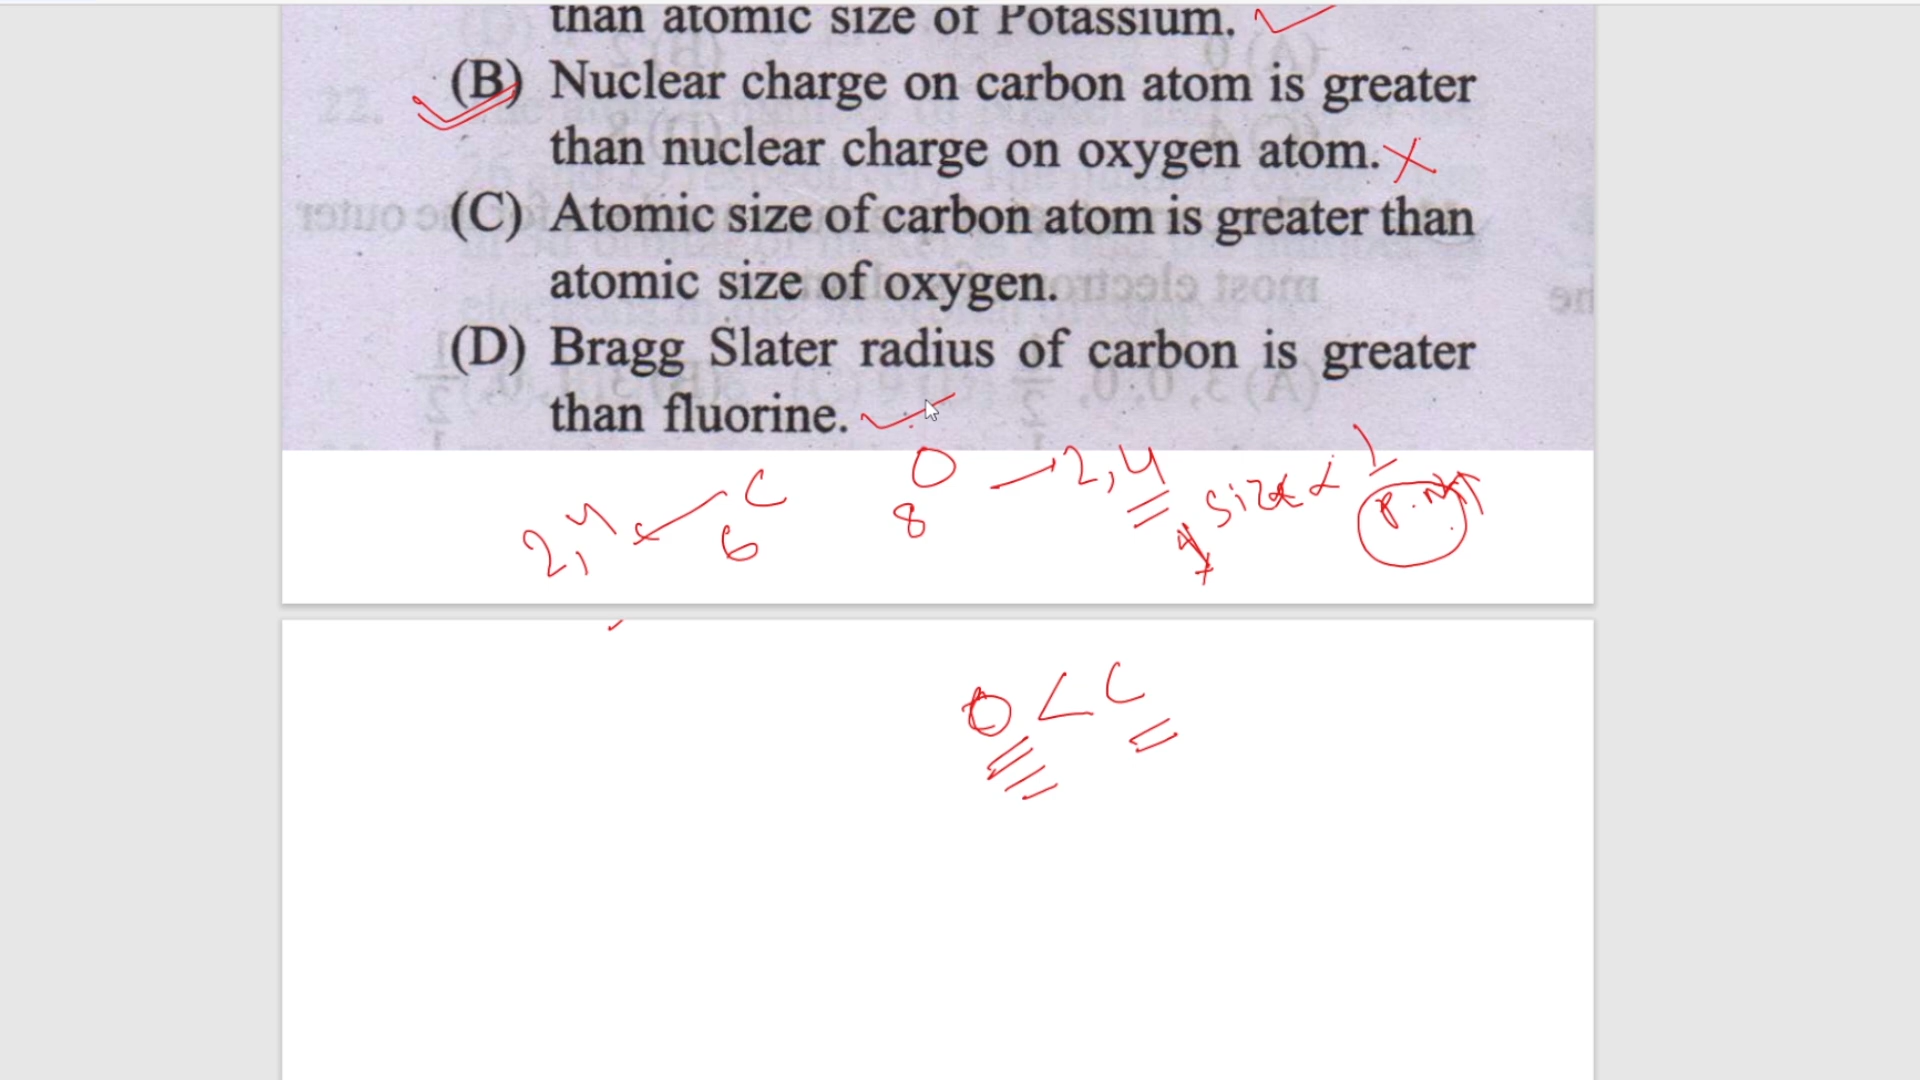 than atomic size of Potassium.
(B) Nuclear charge on carbon atom is greater
than nuclear charge on oxygen atom.
(C) Atomic size of carbon atom is greater than
atomic size of oxygen.
(D) Bragg Slater radius of carbon is greater
than fluorine.
2,4 C 6
O 8 2,4
size ∝ 1
O < C